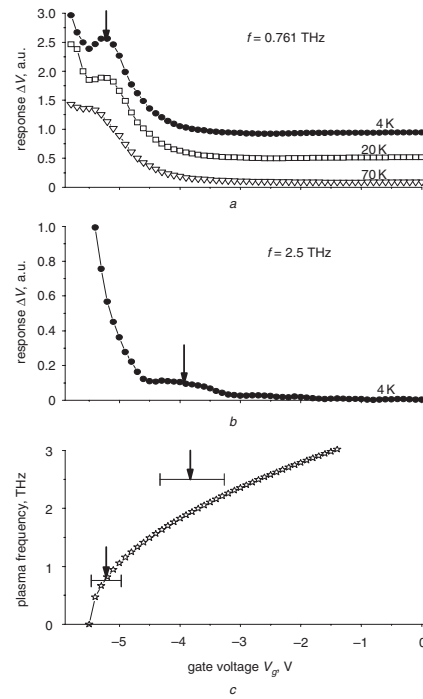 3.0
f = 0.761 THz
2.5
2.0
response ΔV, a.u.
1.5
4 K
1.0
20 K
0.5
70 K
0
a
1.0
f = 2.5 THz
0.8
0.6
response ΔV, a.u.
0.4
0.2
4 K
0
b
3
2
plasma frequency, THz
1
0
–5 –4 –3 –2 –1 0
gate voltage Vg, V
c